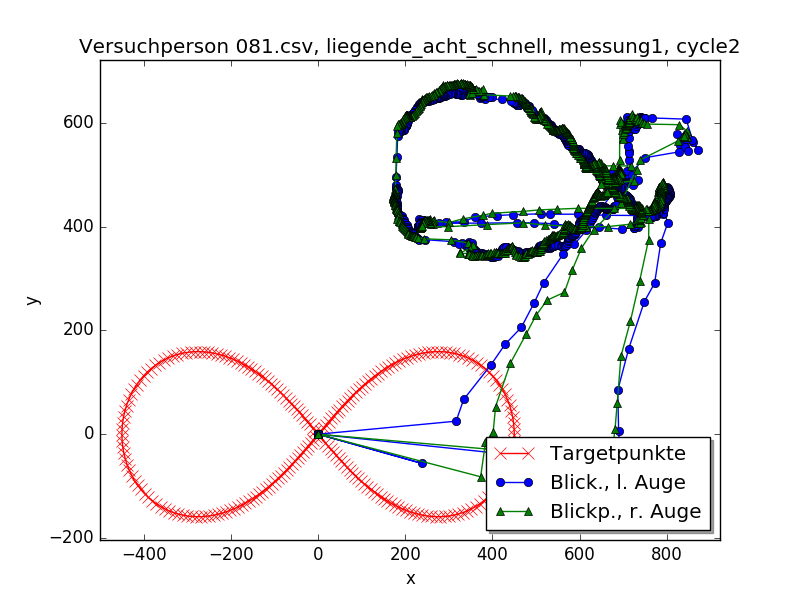 Versuchperson 081.csv, liegende_acht_schnell, messung1, cycle2
y
600
400
200
0
−200
−400
−200
0
200
400
600
800
x
Targetpunkte
Blick., l. Auge
Blickp., r. Auge